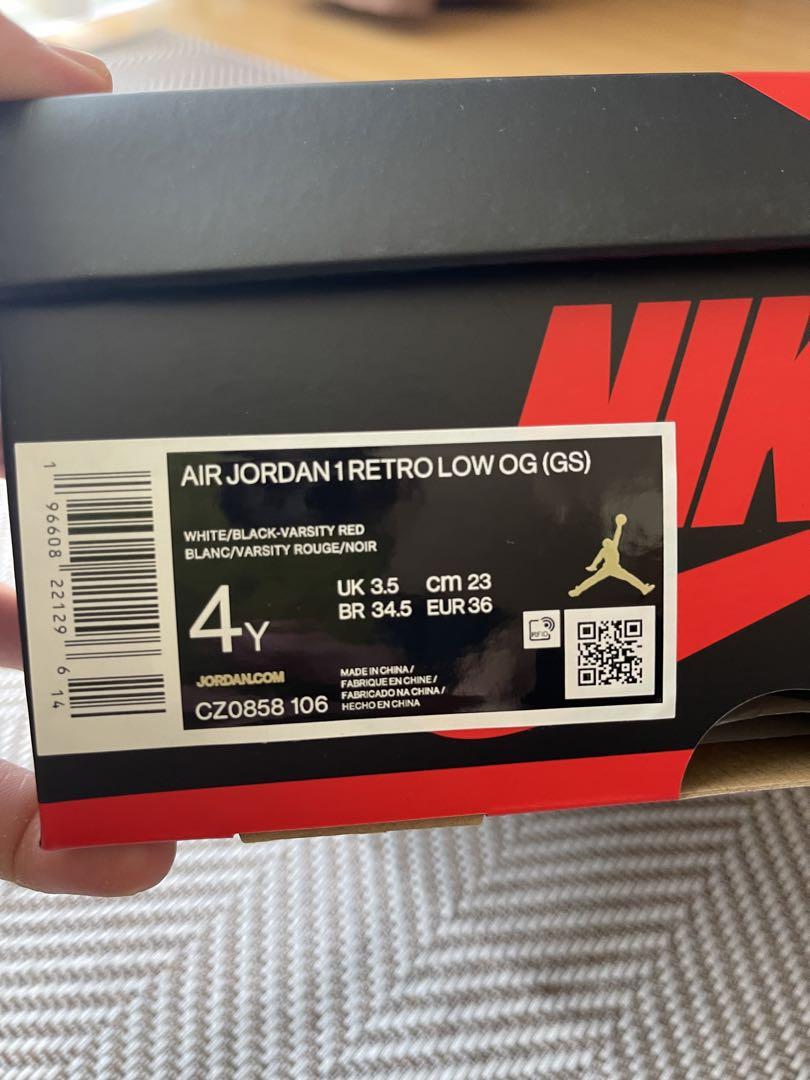 NIK
AIR JORDAN 1 RETRO LOW OG (GS)
WHITE/BLACK-VARSITY RED
BLANC/VARSITY ROUGE/NOIR
4Y
UK 3.5 cm 23
BR 34.5 EUR 36
RFID
JORDAN.COM
CZ0858 106
MADE IN CHINA /
FABRIQUE EN CHINE /
FABRICADO NA CHINA /
HECHO EN CHINA
1 96608 22129 6 14